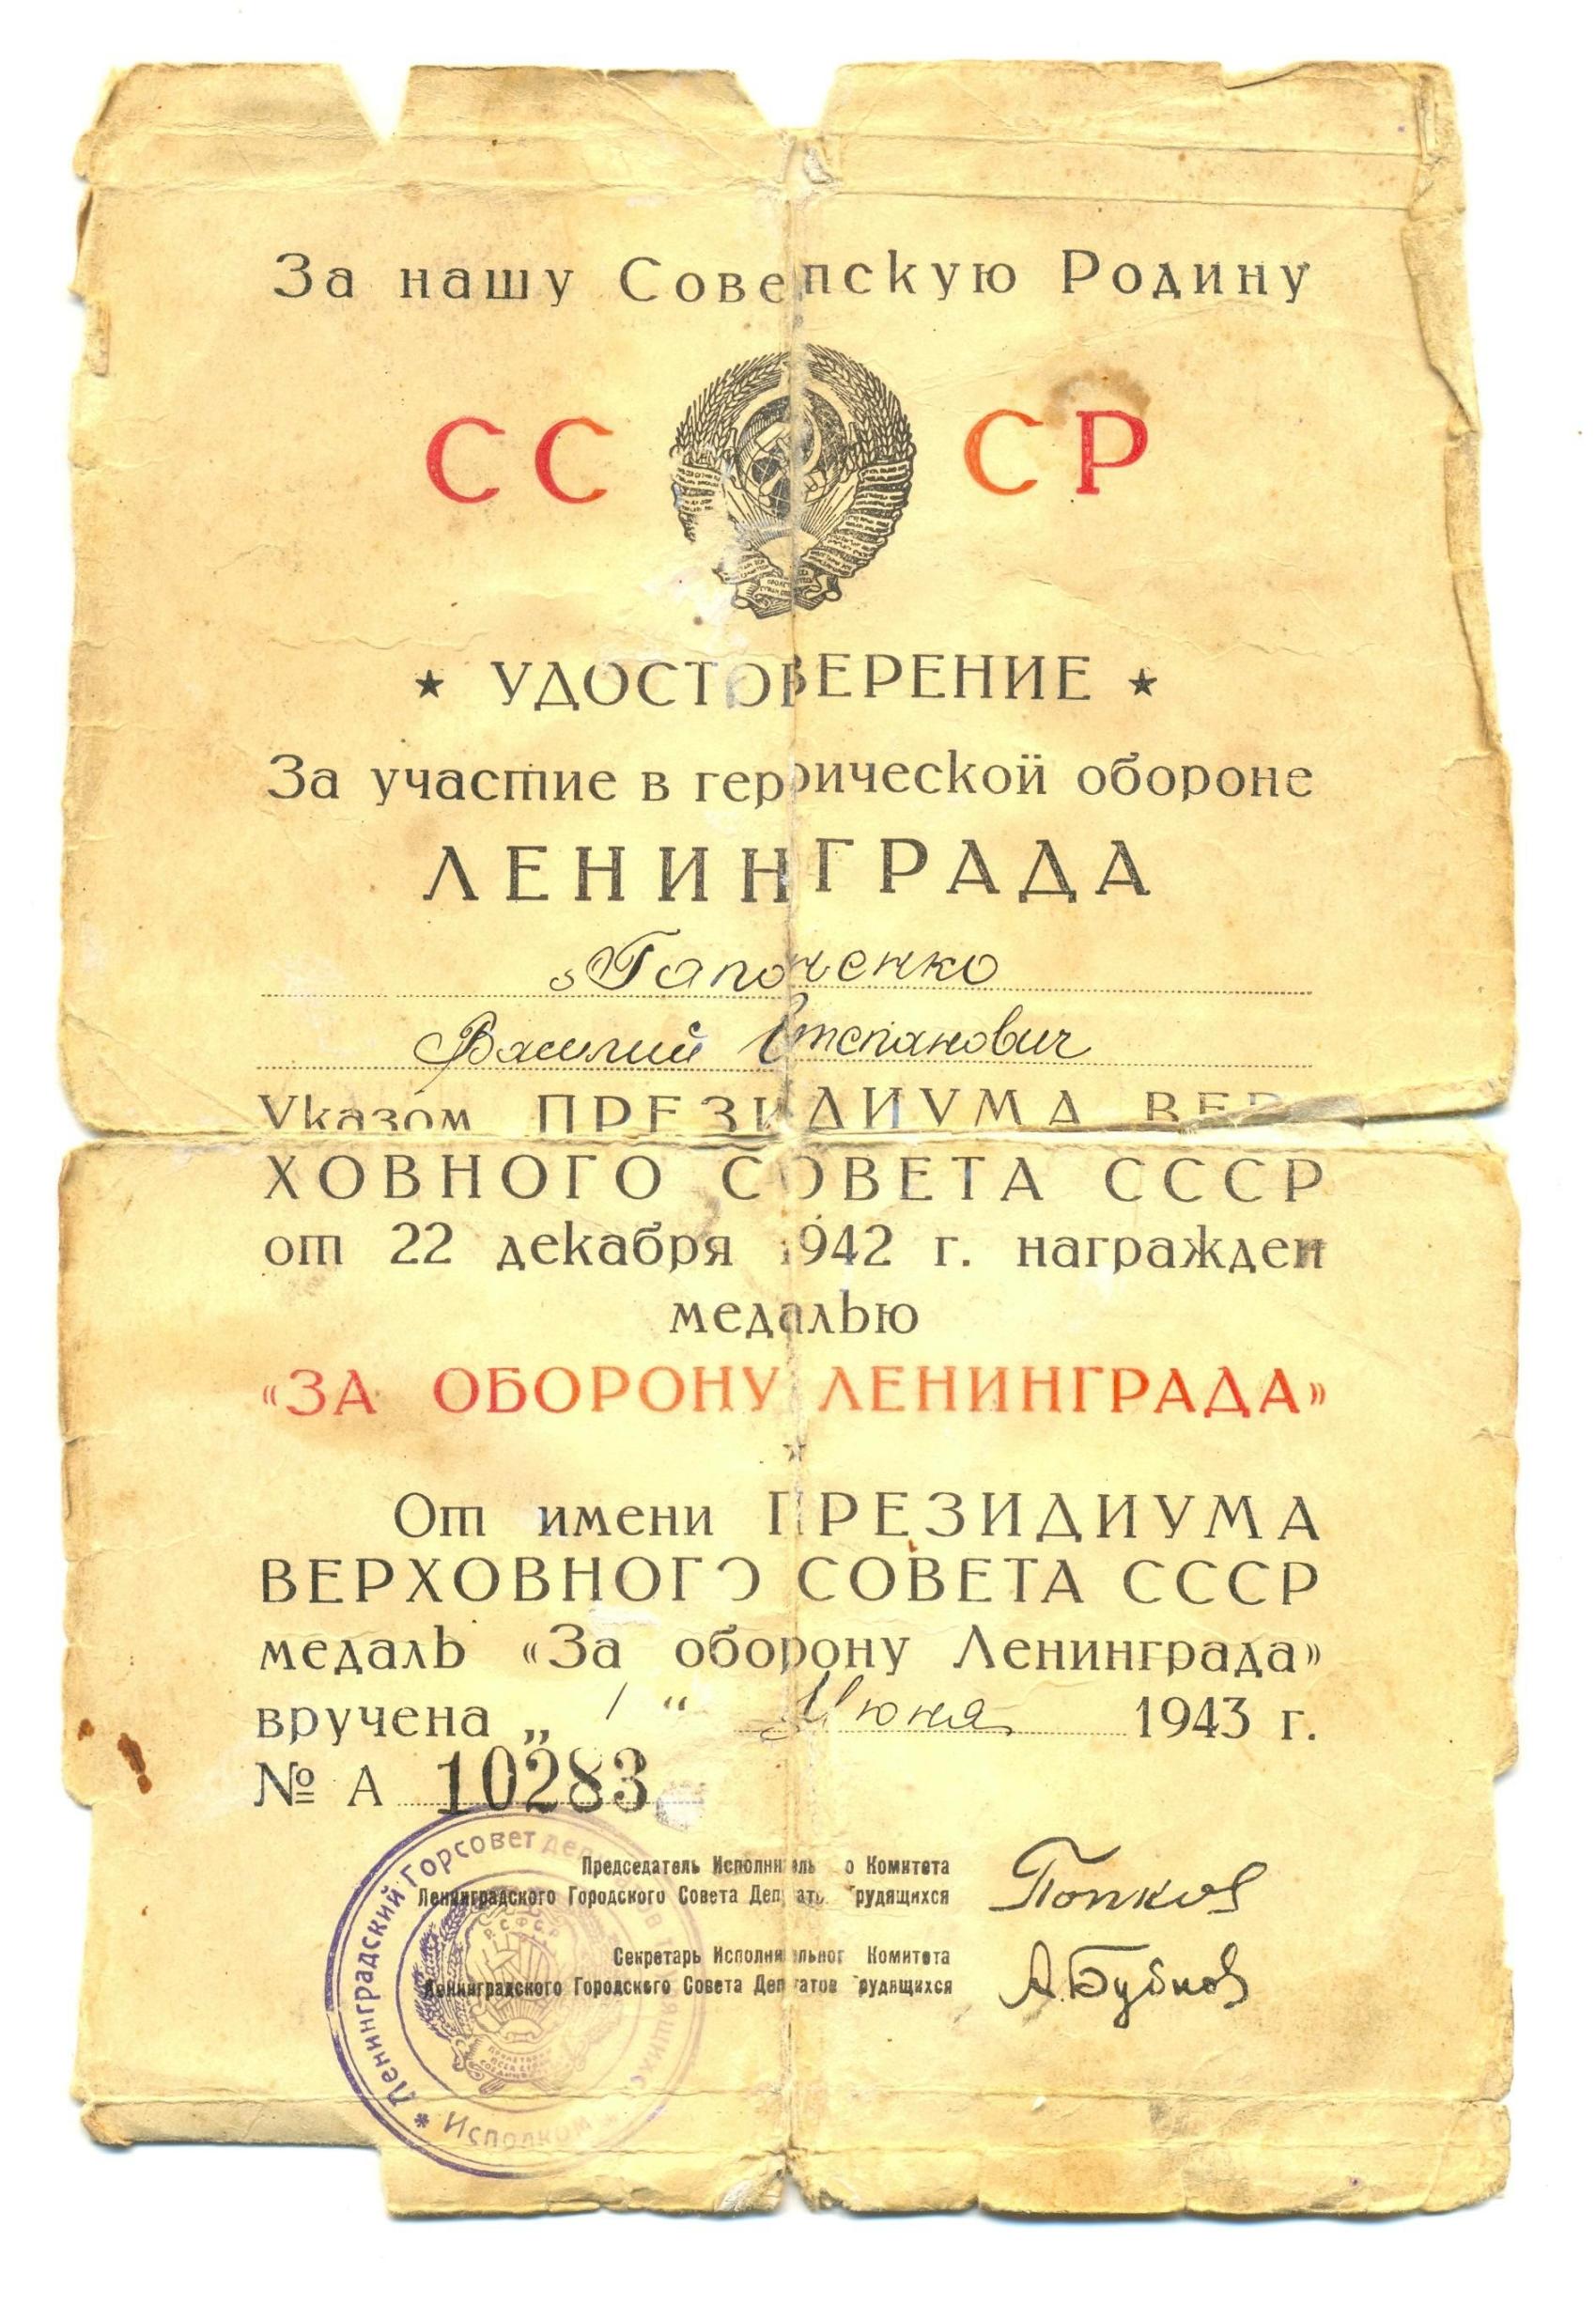 За нашу Советскую Родину
СС СР
★ УДОСТОВЕРЕНИЕ ★
За участие в героической обороне
ЛЕНИНГРАДА
Гапоненко
Василий Степанович
Указом ПРЕЗИДИУМА ВЕР-
ХОВНОГО СОВЕТА СССР
от 22 декабря 1942 г. награжден
медалью
«ЗА ОБОРОНУ ЛЕНИНГРАДА»
От имени ПРЕЗИДИУМА
ВЕРХОВНОГО СОВЕТА СССР
медаль «За оборону Ленинграда»
вручена „ 1 “ Июня 1943 г.
№ А 10283
Председатель Исполнительного Комитета
Ленинградского Городского Совета Депутатов Трудящихся
Попков
Секретарь Исполнительного Комитета
Ленинградского Городского Совета Депутатов Трудящихся
А. Бубнов
* Ленинградский Горсовет депутатов трудящихся
Исполком
РСФСР